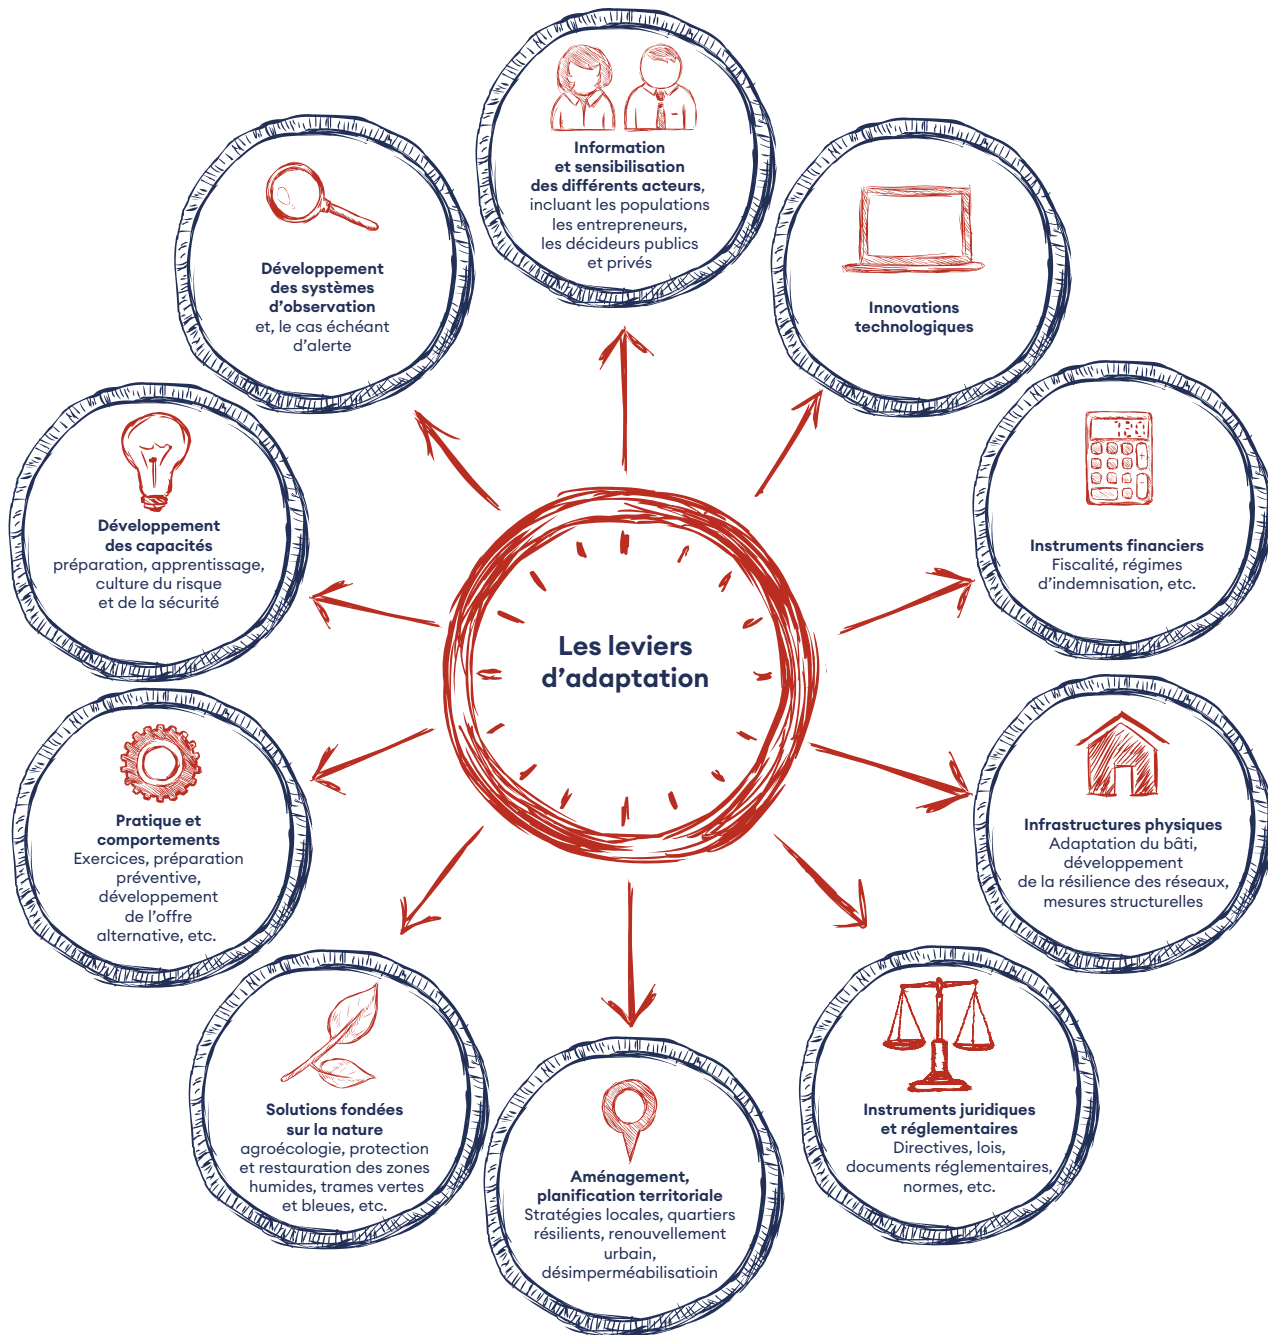 Information
et sensibilisation
des différents acteurs,
incluant les populations
les entrepreneurs,
les décideurs publics
et privés
Innovations
technologiques
Instruments financiers
Fiscalité, régimes
d’indemnisation, etc.
Infrastructures physiques
Adaptation du bâti,
développement
de la résilience des réseaux,
mesures structurelles
Instruments juridiques
et réglementaires
Directives, lois,
documents réglementaires,
normes, etc.
Aménagement,
planification territoriale
Stratégies locales, quartiers
résilients, renouvellement
urbain,
désimperméabilisatioin
Solutions fondées
sur la nature
agroécologie, protection
et restauration des zones
humides, trames vertes
et bleues, etc.
Pratique et
comportements
Exercices, préparation
préventive,
développement
de l’offre
alternative, etc.
Développement
des capacités
préparation, apprentissage,
culture du risque
et de la sécurité
Développement
des systèmes
d’observation
et, le cas échéant
d’alerte
Les leviers
d’adaptation